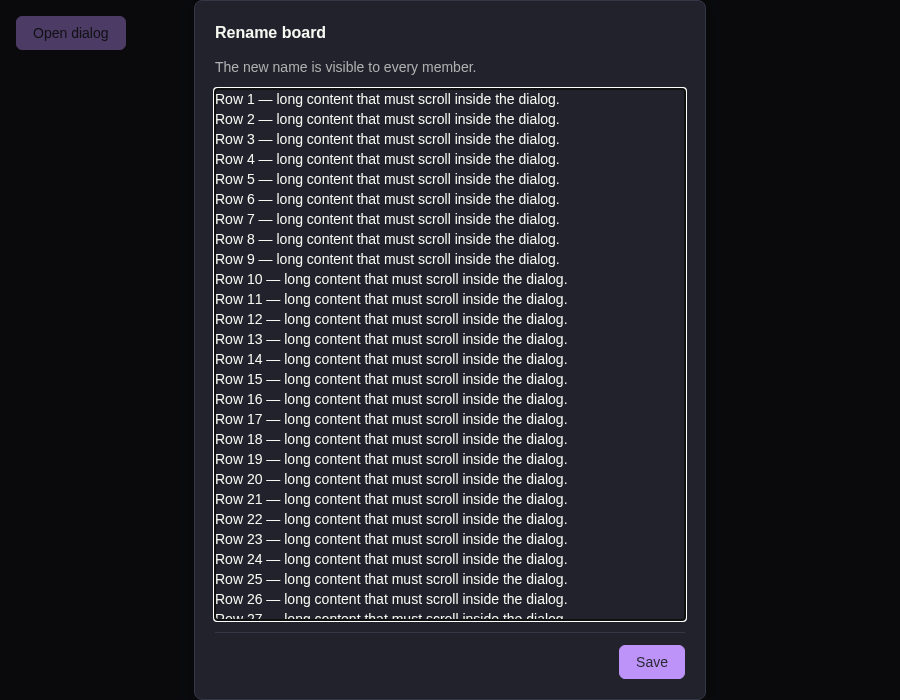 Open dialog
Rename board
The new name is visible to every member.
Row 1 — long content that must scroll inside the dialog.
Row 2 — long content that must scroll inside the dialog.
Row 3 — long content that must scroll inside the dialog.
Row 4 — long content that must scroll inside the dialog.
Row 5 — long content that must scroll inside the dialog.
Row 6 — long content that must scroll inside the dialog.
Row 7 — long content that must scroll inside the dialog.
Row 8 — long content that must scroll inside the dialog.
Row 9 — long content that must scroll inside the dialog.
Row 10 — long content that must scroll inside the dialog.
Row 11 — long content that must scroll inside the dialog.
Row 12 — long content that must scroll inside the dialog.
Row 13 — long content that must scroll inside the dialog.
Row 14 — long content that must scroll inside the dialog.
Row 15 — long content that must scroll inside the dialog.
Row 16 — long content that must scroll inside the dialog.
Row 17 — long content that must scroll inside the dialog.
Row 18 — long content that must scroll inside the dialog.
Row 19 — long content that must scroll inside the dialog.
Row 20 — long content that must scroll inside the dialog.
Row 21 — long content that must scroll inside the dialog.
Row 22 — long content that must scroll inside the dialog.
Row 23 — long content that must scroll inside the dialog.
Row 24 — long content that must scroll inside the dialog.
Row 25 — long content that must scroll inside the dialog.
Row 26 — long content that must scroll inside the dialog.
Row 27 — long content that must scroll inside the dialog.
Save